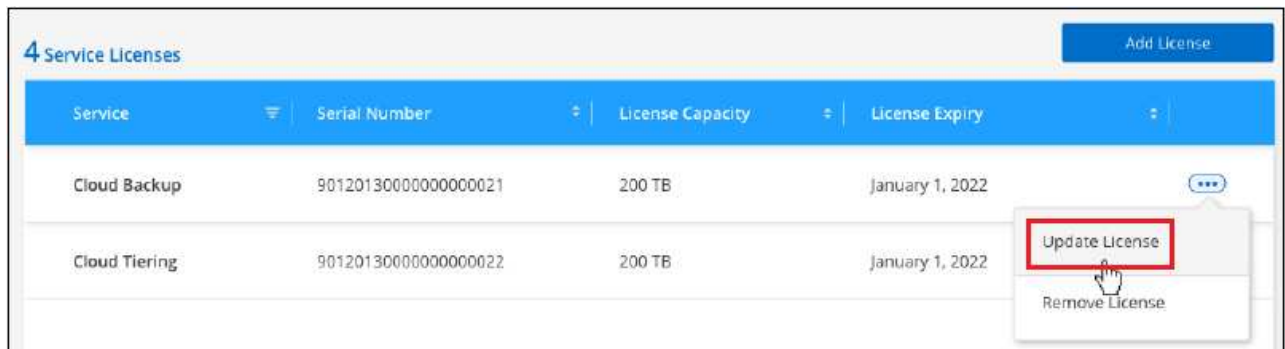 4 Service Licenses
Add License
Service Serial Number License Capacity License Expiry
Cloud Backup 90120130000000000021 200 TB January 1, 2022
Update License
Cloud Tiering 90120130000000000022 200 TB January 1, 2022
Remove License